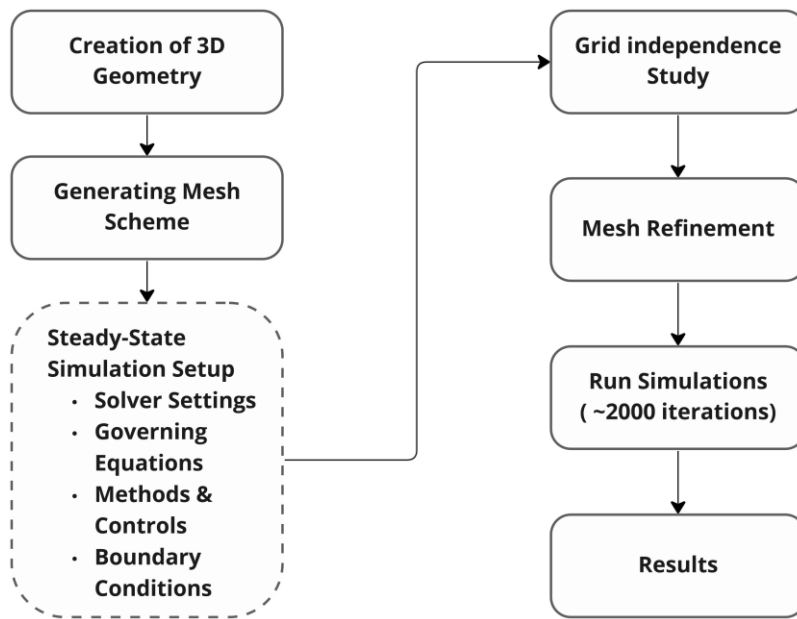 Creation of 3D
Geometry
Generating Mesh
Scheme
Steady-State
Simulation Setup
· Solver Settings
· Governing
Equations
· Methods &
Controls
· Boundary
Conditions
Grid independence
Study
Mesh Refinement
Run Simulations
( ~2000 iterations)
Results